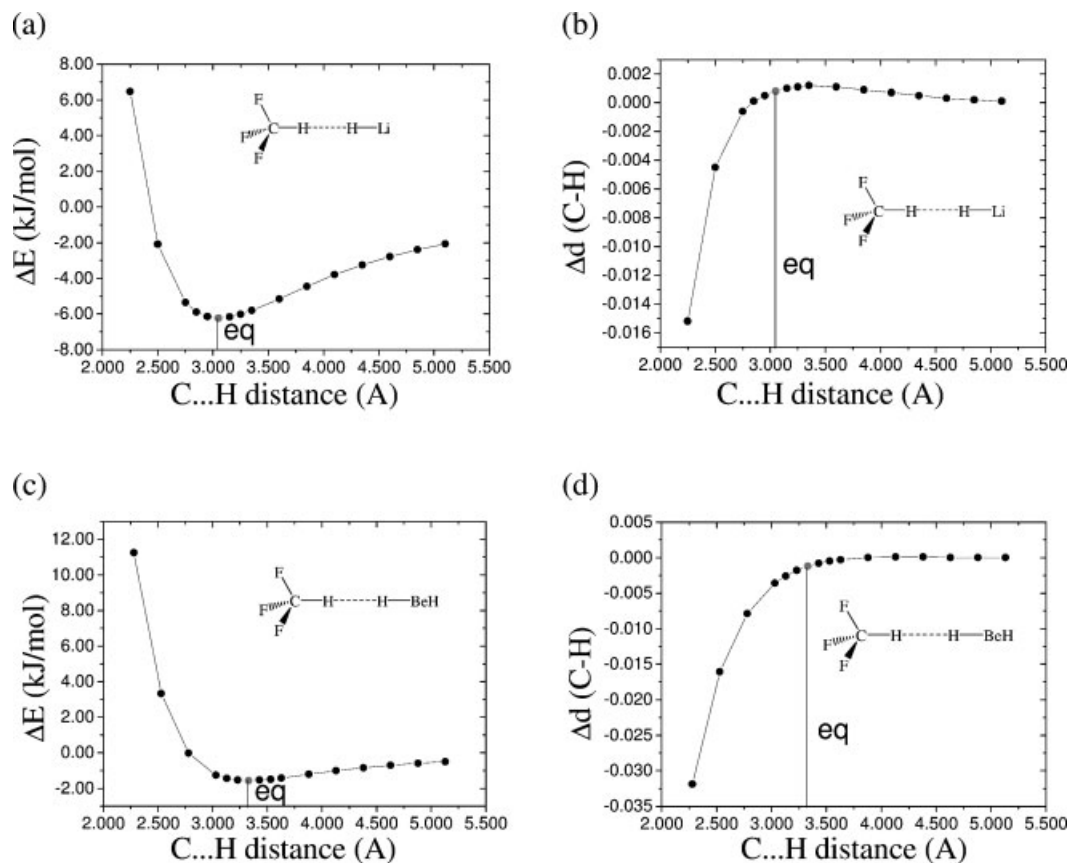 (a)
ΔE (kJ/mol)
8.00
6.00
4.00
2.00
0.00
-2.00
-4.00
-6.00
-8.00
F
F C H H Li
F
eq
2.000 2.500 3.000 3.500 4.000 4.500 5.000 5.500
C...H distance (A)
(b)
Δd (C-H)
0.002
0.000
-0.002
-0.004
-0.006
-0.008
-0.010
-0.012
-0.014
-0.016
F
F C H H Li
F
eq
2.000 2.500 3.000 3.500 4.000 4.500 5.000 5.500
C...H distance (A)
(c)
ΔE (kJ/mol)
12.00
10.00
8.00
6.00
4.00
2.00
0.00
-2.00
F
F C H H BeH
F
eq
2.000 2.500 3.000 3.500 4.000 4.500 5.000 5.500
C...H distance (A)
(d)
Δd (C-H)
0.005
0.000
-0.005
-0.010
-0.015
-0.020
-0.025
-0.030
-0.035
F
F C H H BeH
F
eq
2.000 2.500 3.000 3.500 4.000 4.500 5.000 5.500
C...H distance (A)